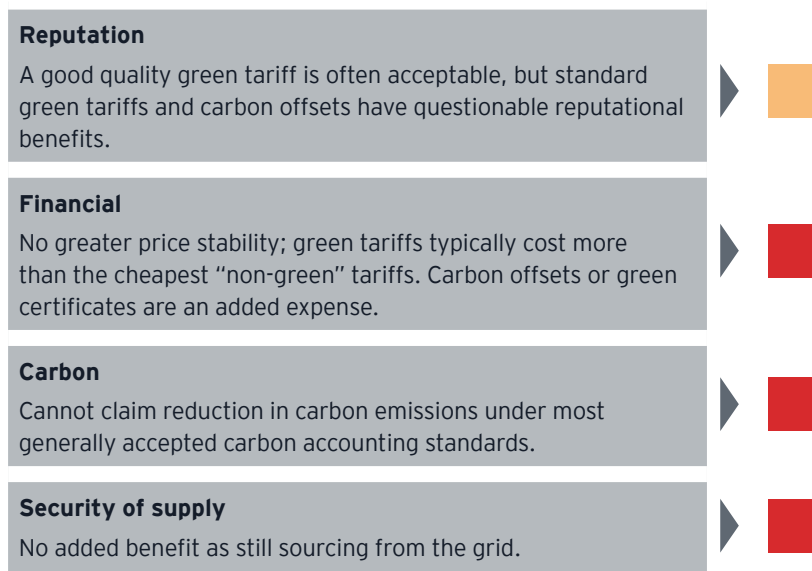 Reputation
A good quality green tariff is often acceptable, but standard
green tariffs and carbon offsets have questionable reputational
benefits.
Financial
No greater price stability; green tariffs typically cost more
than the cheapest “non-green” tariffs. Carbon offsets or green
certificates are an added expense.
Carbon
Cannot claim reduction in carbon emissions under most
generally accepted carbon accounting standards.
Security of supply
No added benefit as still sourcing from the grid.